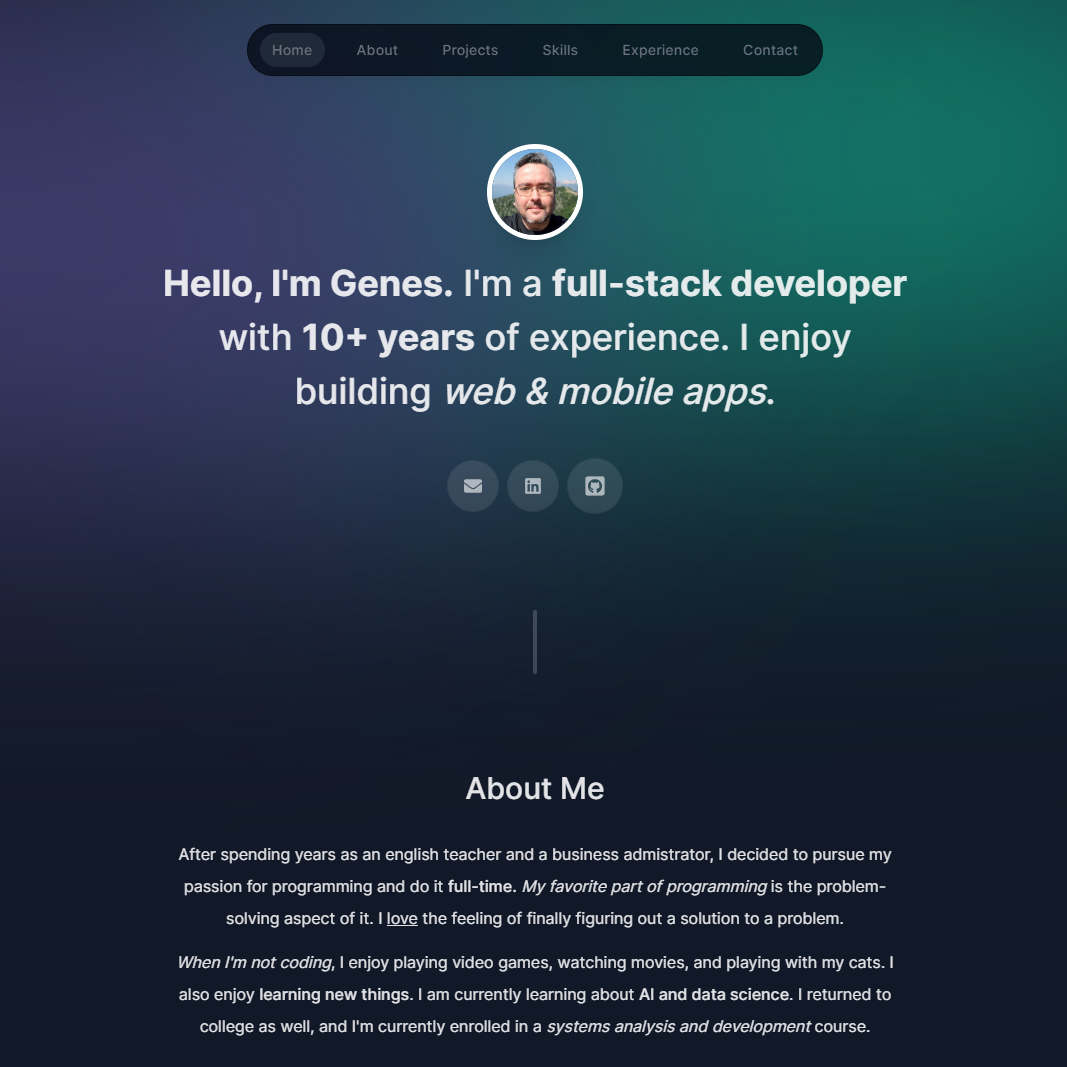 Home About Projects Skills Experience Contact
Hello, I'm Genes. I'm a full-stack developer
with 10+ years of experience. I enjoy
building web & mobile apps.
in
About Me
After spending years as an english teacher and a business admistrator, I decided to pursue my
passion for programming and do it full-time. My favorite part of programming is the problem-
solving aspect of it. I love the feeling of finally figuring out a solution to a problem.
When I'm not coding, I enjoy playing video games, watching movies, and playing with my cats. I
also enjoy learning new things. I am currently learning about AI and data science. I returned to
college as well, and I'm currently enrolled in a systems analysis and development course.